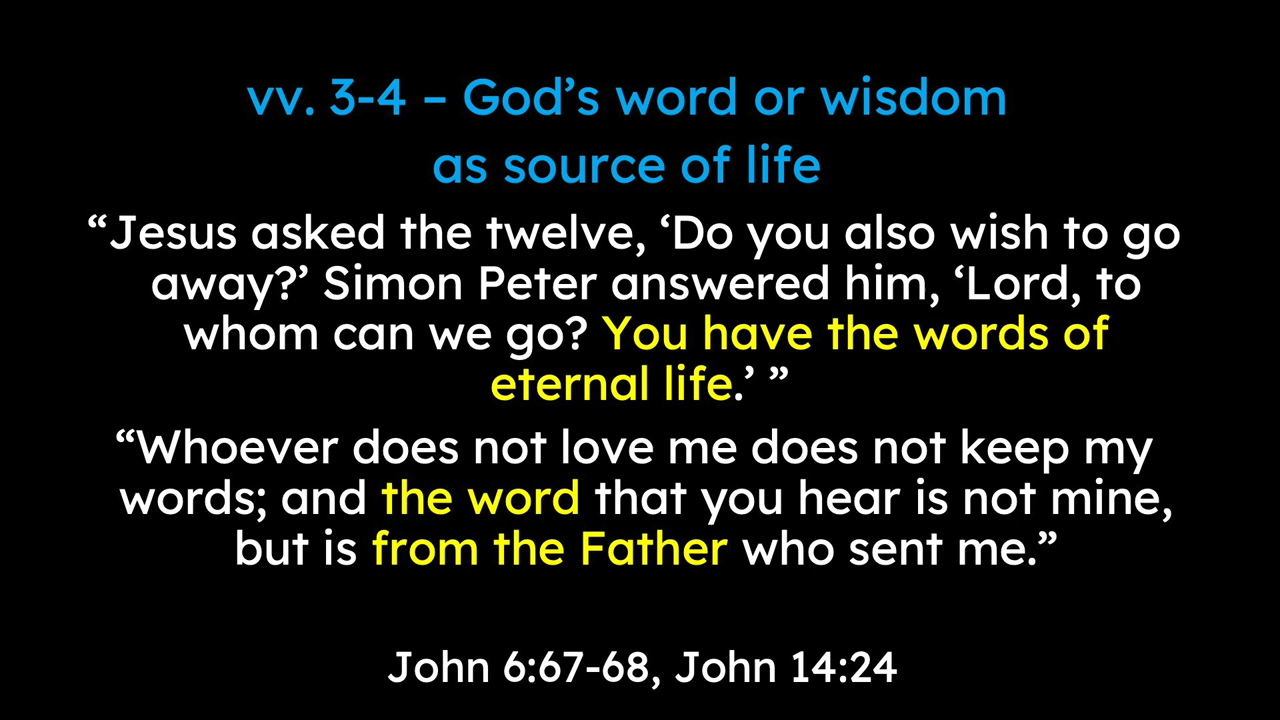 vv. 3-4 – God’s word or wisdom
as source of life
“Jesus asked the twelve, ‘Do you also wish to go
away?’ Simon Peter answered him, ‘Lord, to
whom can we go? You have the words of
eternal life.’ ”
“Whoever does not love me does not keep my
words; and the word that you hear is not mine,
but is from the Father who sent me.”
John 6:67-68, John 14:24